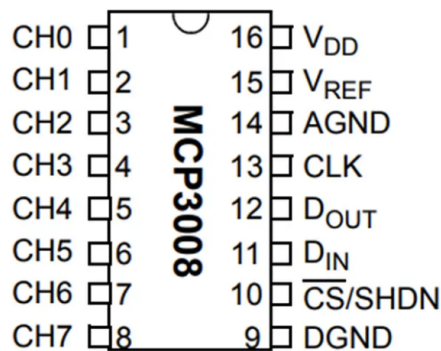 CH0 1 16 VDD
CH1 2 15 VREF
CH2 3 14 AGND
CH3 4 13 CLK
CH4 5 12 DOUT
CH5 6 11 DIN
CH6 7 10 C̅S̅/SHDN
CH7 8 9 DGND
MCP3008